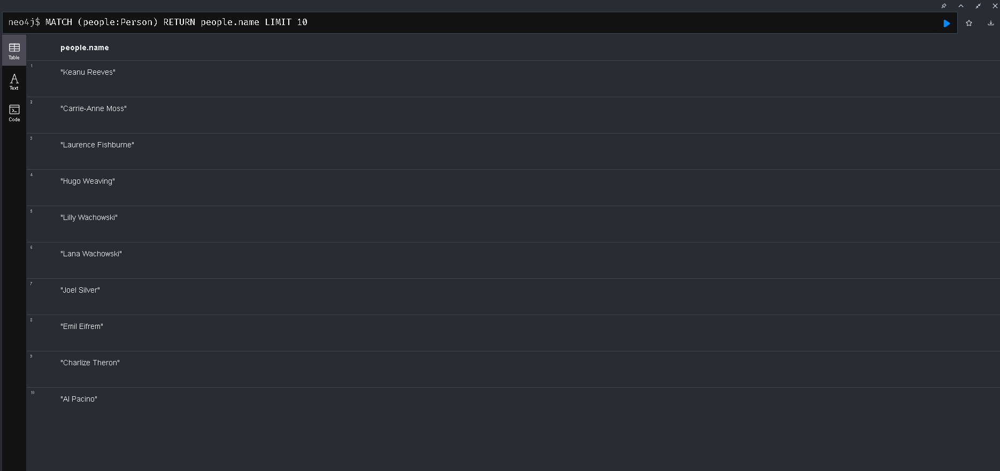 neo4j$ MATCH (people:Person) RETURN people.name LIMIT 10
Table
people.name
1
"Keanu Reeves"
Text
2
"Carrie-Anne Moss"
Code
3
"Laurence Fishburne"
4
"Hugo Weaving"
5
"Lilly Wachowski"
6
"Lana Wachowski"
7
"Joel Silver"
8
"Emil Eifrem"
9
"Charlize Theron"
10
"Al Pacino"